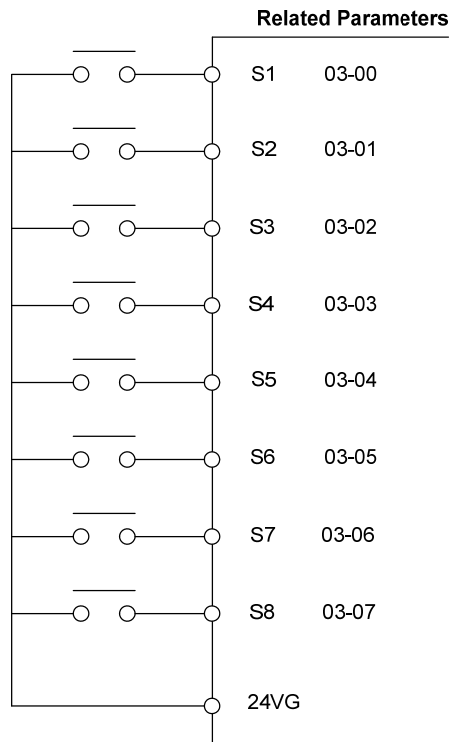 Related Parameters
S1 03-00
S2 03-01
S3 03-02
S4 03-03
S5 03-04
S6 03-05
S7 03-06
S8 03-07
24VG